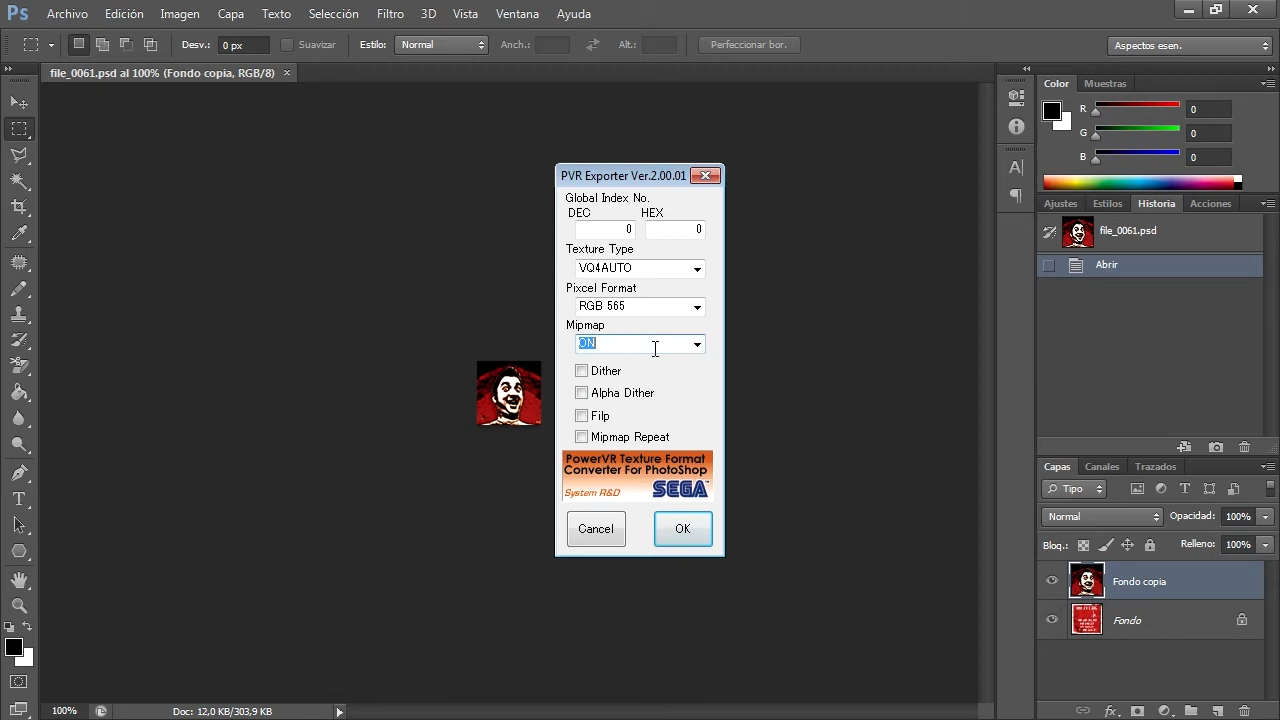 Ps Archivo Edición Imagen Capa Texto Selección Filtro 3D Vista Ventana Ayuda
Desv.: 0 px Suavizar Estilo: Normal Anch.: Alt.: Perfeccionar bor. Aspectos esen.
file_0061.psd al 100% (Fondo copia, RGB/8)
Color Muestras
R 0
G 0
B 0
Ajustes Estilos Historia Acciones
file_0061.psd
Abrir
PVR Exporter Ver.2.00.01
Global Index No.
DEC HEX
0 0
Texture Type
VQ4AUTO
Pixcel Format
RGB 565
Mipmap
ON
Dither
Alpha Dither
Filp
Mipmap Repeat
PowerVR Texture Format
Converter For PhotoShop
System R&D SEGA
Cancel OK
Capas Canales Trazados
Tipo
Normal Opacidad: 100%
Bloq.: Relleno: 100%
Fondo copia
Fondo
fx
100% Doc: 12,0 KB/303,9 KB